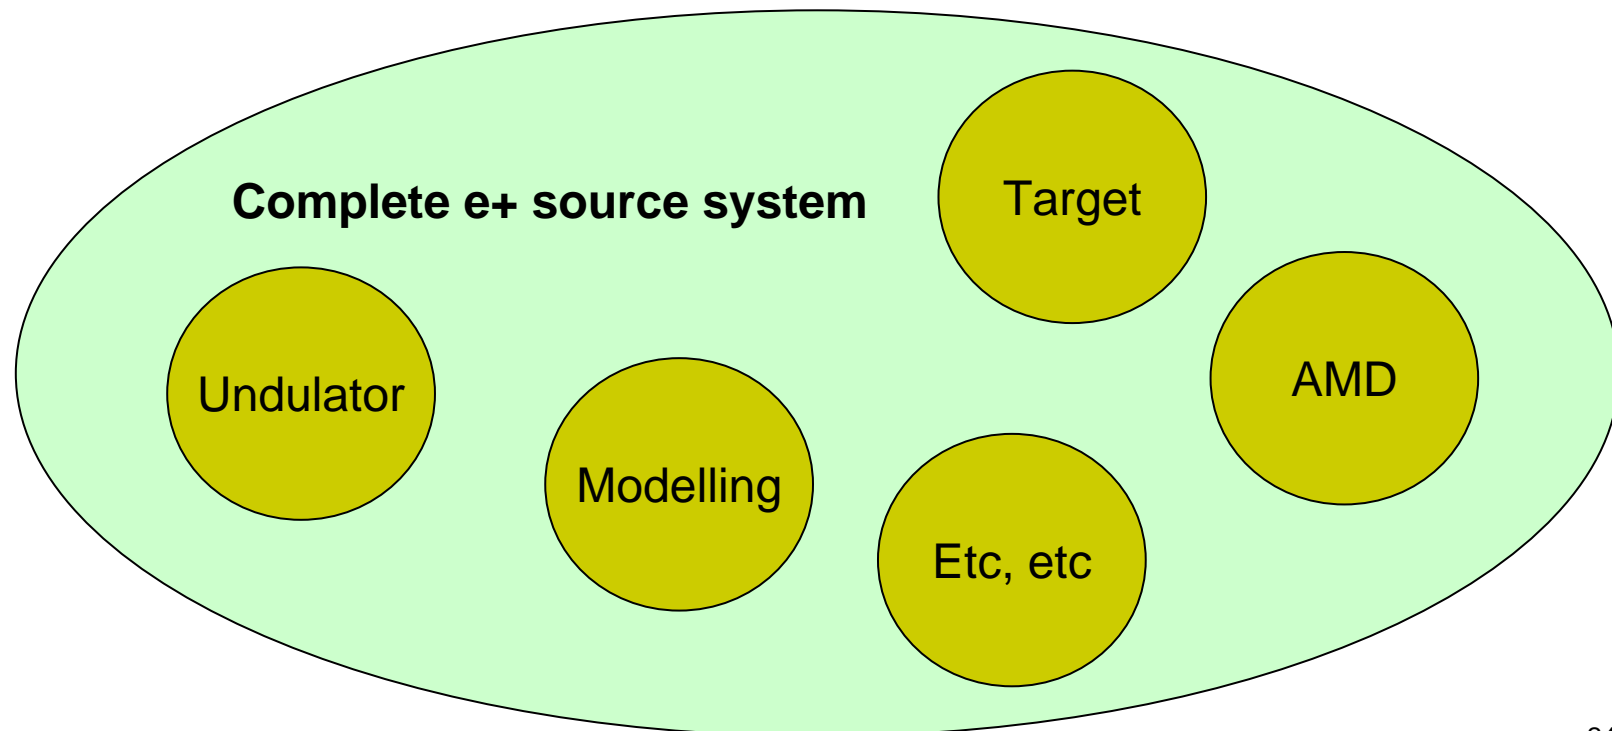 Complete e+ source system
Target
Undulator
AMD
Modelling
Etc, etc